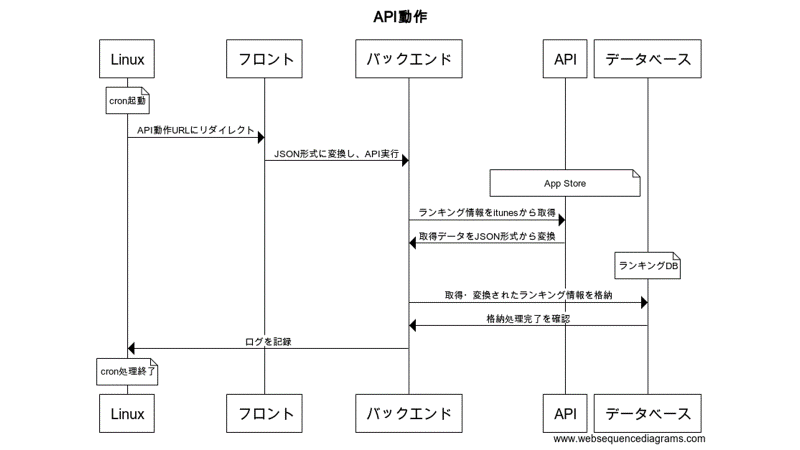 API動作
Linux フロント バックエンド API データベース
cron起動
API動作URLにリダイレクト
JSON形式に変換し、API実行
App Store
ランキング情報をitunesから取得
取得データをJSON形式から変換
ランキングDB
取得・変換されたランキング情報を格納
格納処理完了を確認
ログを記録
cron処理終了
Linux フロント バックエンド API データベース
www.websequencediagrams.com